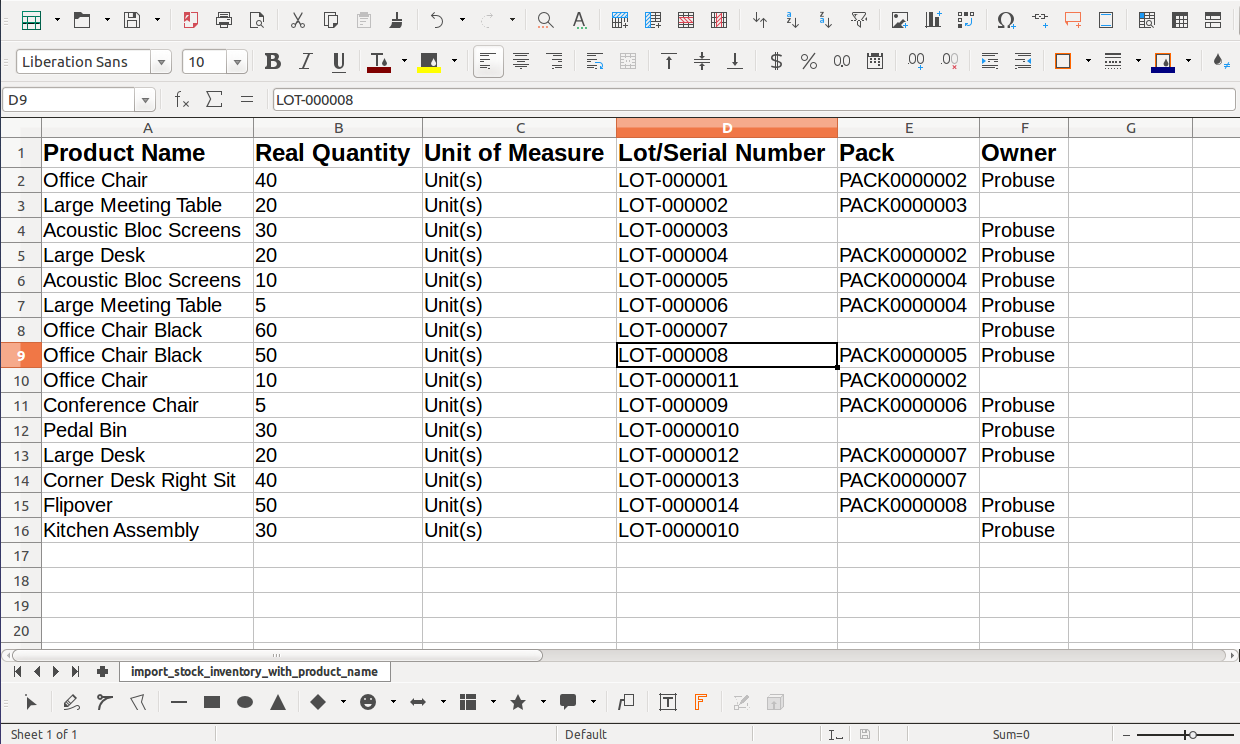 Liberation Sans 10
D9 LOT-000008
A B C D E F G
1 Product Name Real Quantity Unit of Measure Lot/Serial Number Pack Owner
2 Office Chair 40 Unit(s) LOT-000001 PACK0000002 Probuse
3 Large Meeting Table 20 Unit(s) LOT-000002 PACK0000003
4 Acoustic Bloc Screens 30 Unit(s) LOT-000003 Probuse
5 Large Desk 20 Unit(s) LOT-000004 PACK0000002 Probuse
6 Acoustic Bloc Screens 10 Unit(s) LOT-000005 PACK0000004 Probuse
7 Large Meeting Table 5 Unit(s) LOT-000006 PACK0000004 Probuse
8 Office Chair Black 60 Unit(s) LOT-000007 Probuse
9 Office Chair Black 50 Unit(s) LOT-000008 PACK0000005 Probuse
10 Office Chair 10 Unit(s) LOT-0000011 PACK0000002
11 Conference Chair 5 Unit(s) LOT-000009 PACK0000006 Probuse
12 Pedal Bin 30 Unit(s) LOT-0000010 Probuse
13 Large Desk 20 Unit(s) LOT-0000012 PACK0000007 Probuse
14 Corner Desk Right Sit 40 Unit(s) LOT-0000013 PACK0000007
15 Flipover 50 Unit(s) LOT-0000014 PACK0000008 Probuse
16 Kitchen Assembly 30 Unit(s) LOT-0000010 Probuse
17
18
19
20
import_stock_inventory_with_product_name
Sheet 1 of 1 Default Sum=0